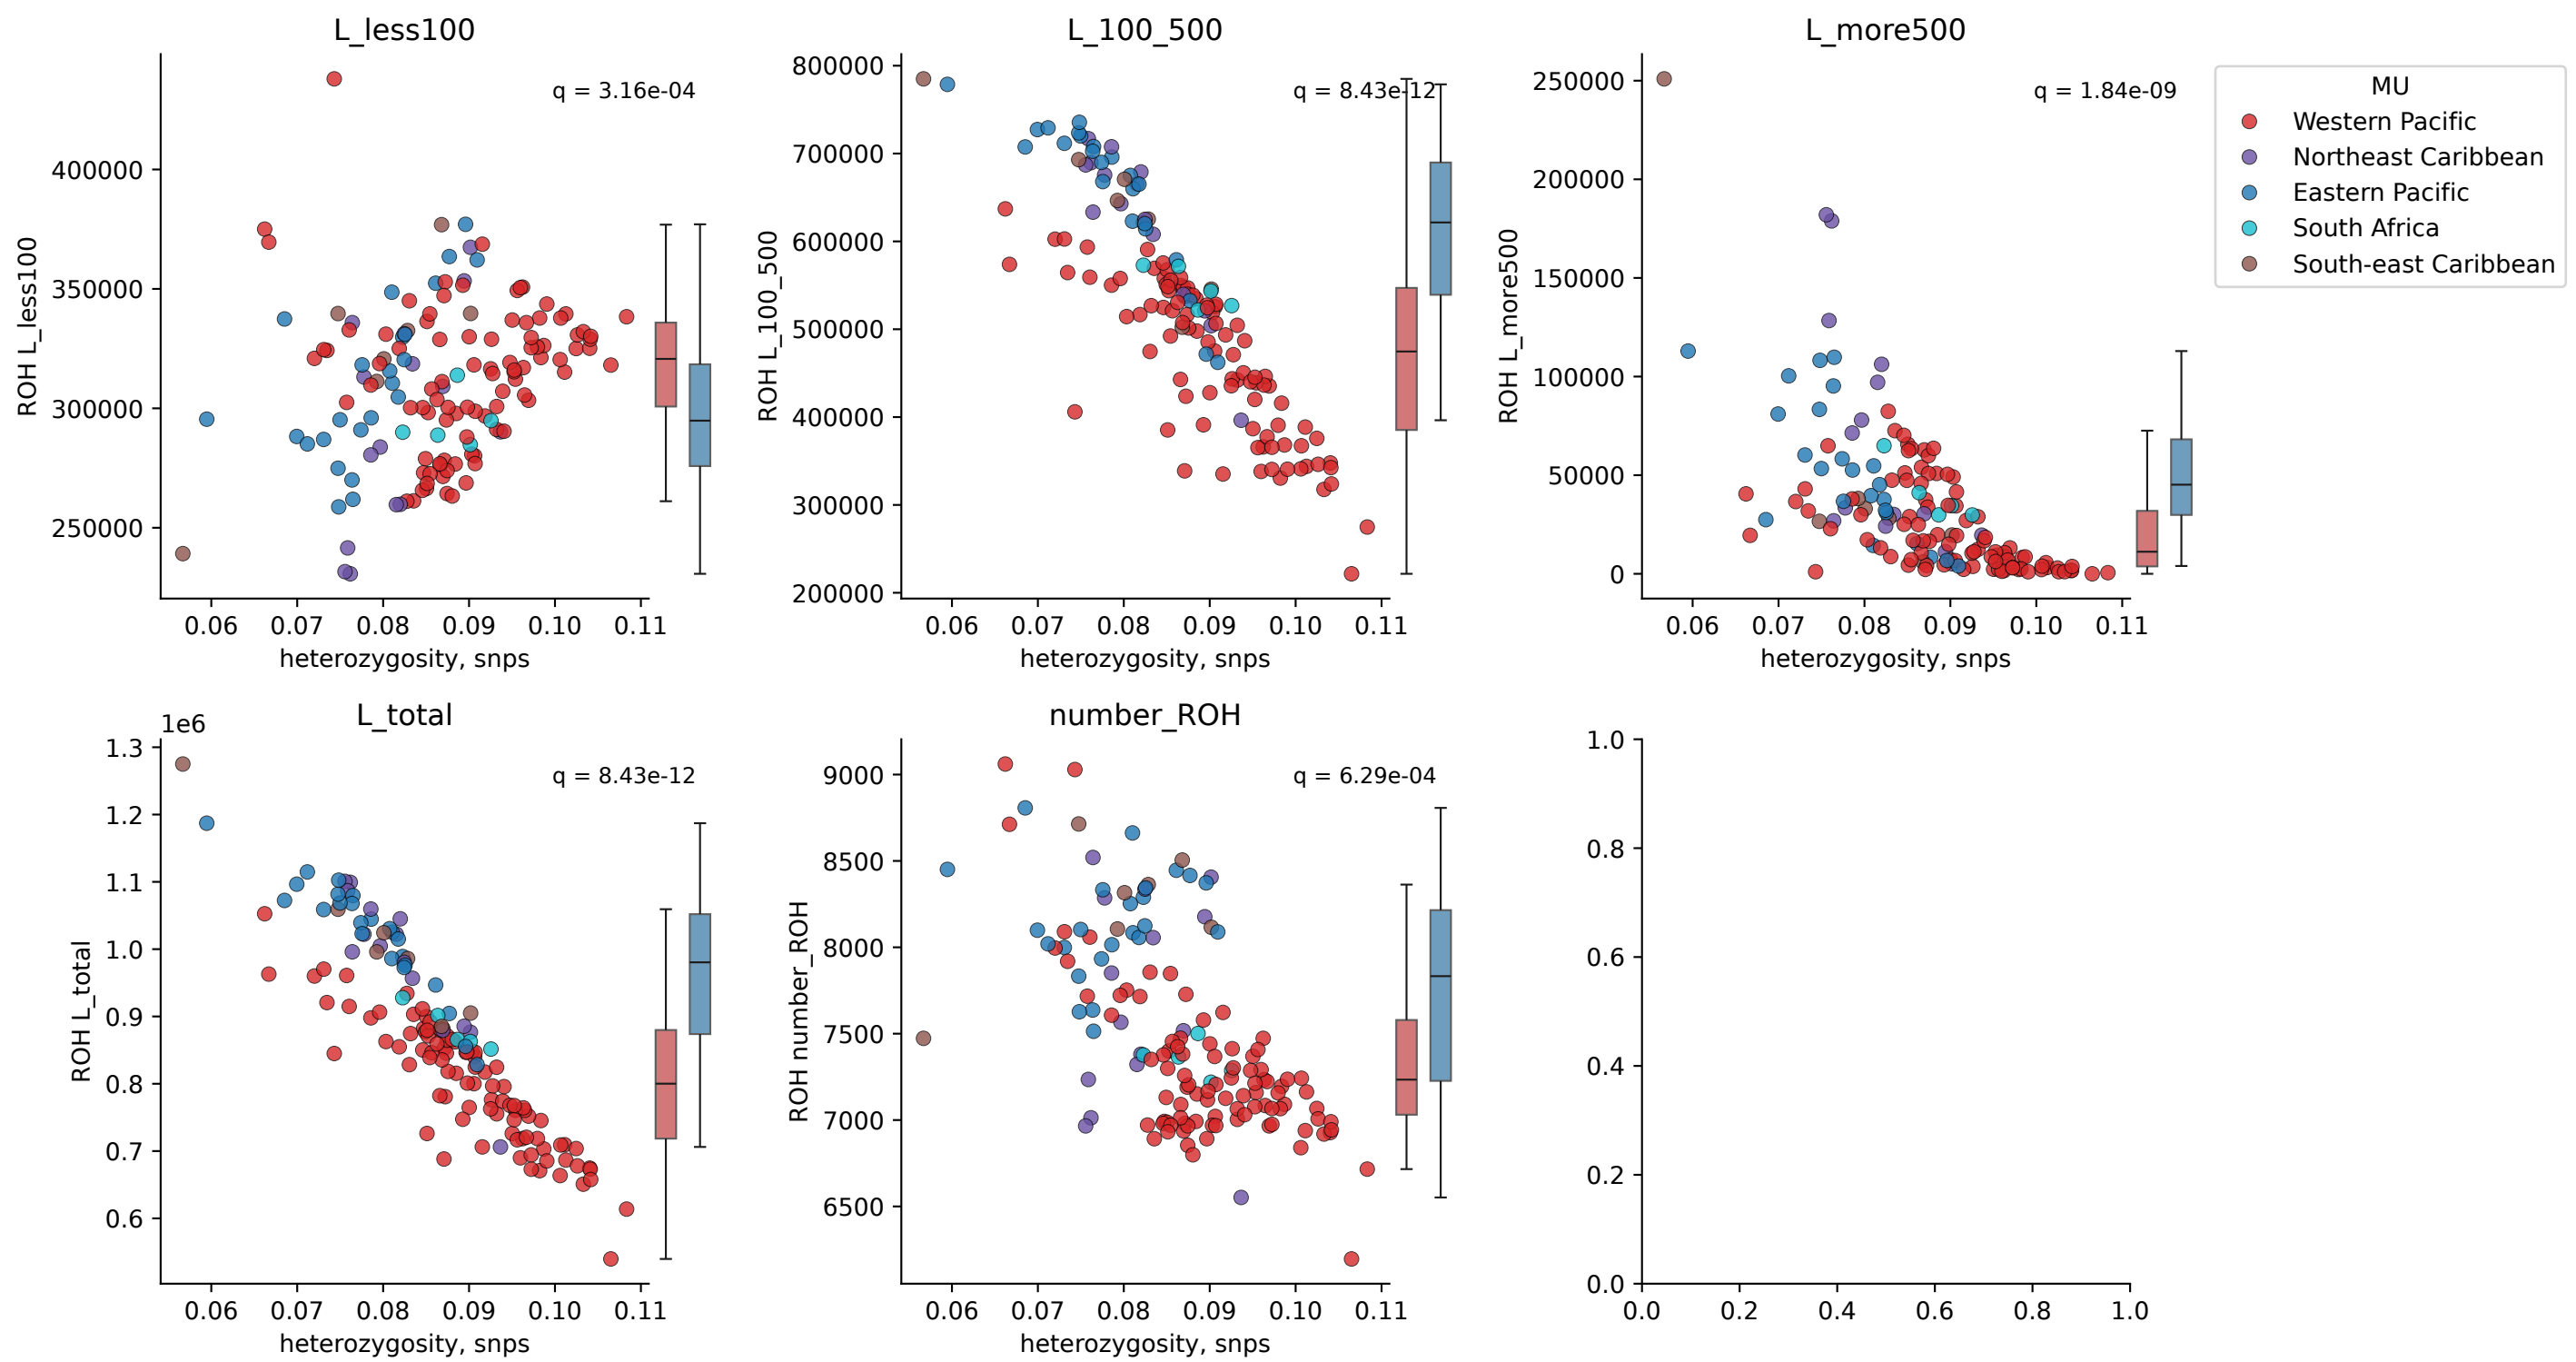 L_less100
L_100_500
L_more500
q = 3.16e-04
q = 8.43e-12
q = 1.84e-09
MU
Western Pacific
Northeast Caribbean
Eastern Pacific
South Africa
South-east Caribbean
ROH L_less100
400000
350000
300000
250000
0.06 0.07 0.08 0.09 0.10 0.11
heterozygosity, snps
ROH L_100_500
800000
700000
600000
500000
400000
300000
200000
0.06 0.07 0.08 0.09 0.10 0.11
heterozygosity, snps
ROH L_more500
250000
200000
150000
100000
50000
0
0.06 0.07 0.08 0.09 0.10 0.11
heterozygosity, snps
1e6
L_total
number_ROH
q = 8.43e-12
q = 6.29e-04
ROH L_total
1.3
1.2
1.1
1.0
0.9
0.8
0.7
0.6
0.06 0.07 0.08 0.09 0.10 0.11
heterozygosity, snps
ROH number_ROH
9000
8500
8000
7500
7000
6500
0.06 0.07 0.08 0.09 0.10 0.11
heterozygosity, snps
1.0
0.8
0.6
0.4
0.2
0.0
0.0 0.2 0.4 0.6 0.8 1.0